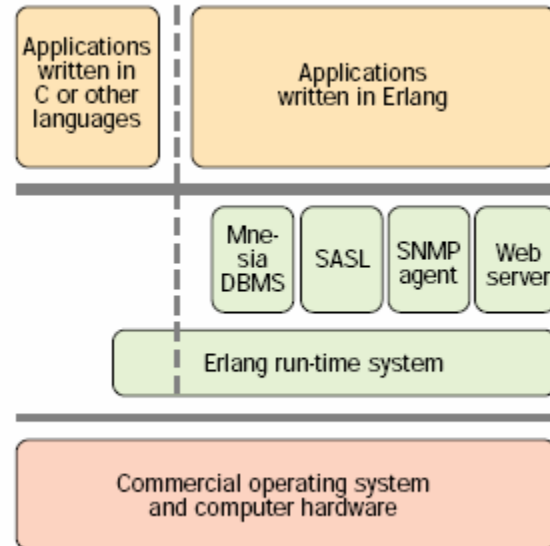 Applications
written in
C or other
languages
Applications
written in Erlang
Mne-
sia
DBMS
SASL
SNMP
agent
Web
server
Erlang run-time system
Commercial operating system
and computer hardware